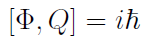 [Φ, Q] = iħ